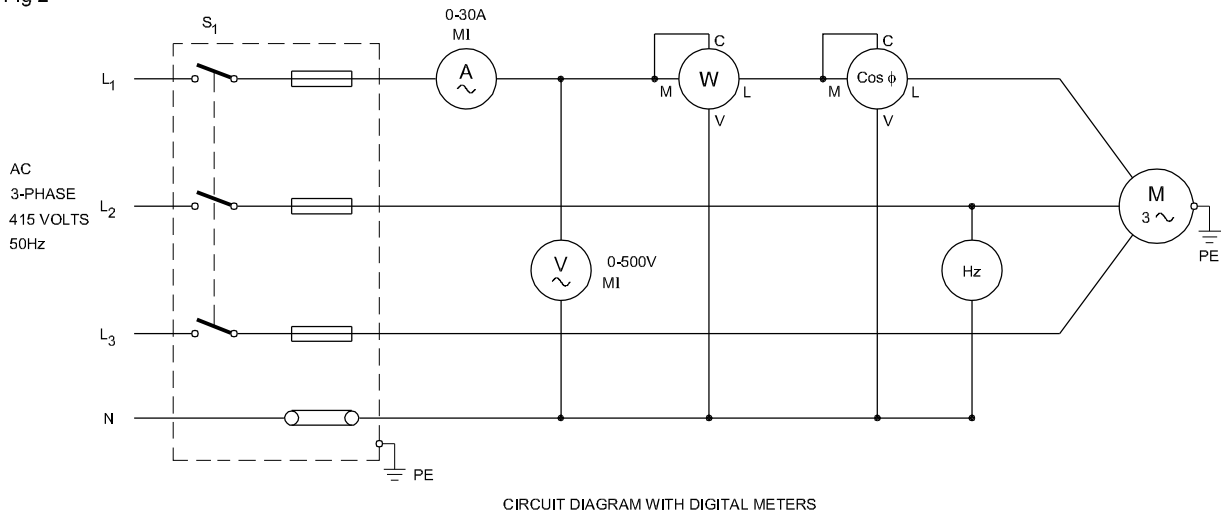 Fig 2
S1
0-30A
MI
L1
A
C
W
M
L
V
C
Cos ϕ
M
L
V
AC
3-PHASE
415 VOLTS
50Hz
L2
M
3
PE
V
0-500V
MI
Hz
L3
N
PE
CIRCUIT DIAGRAM WITH DIGITAL METERS